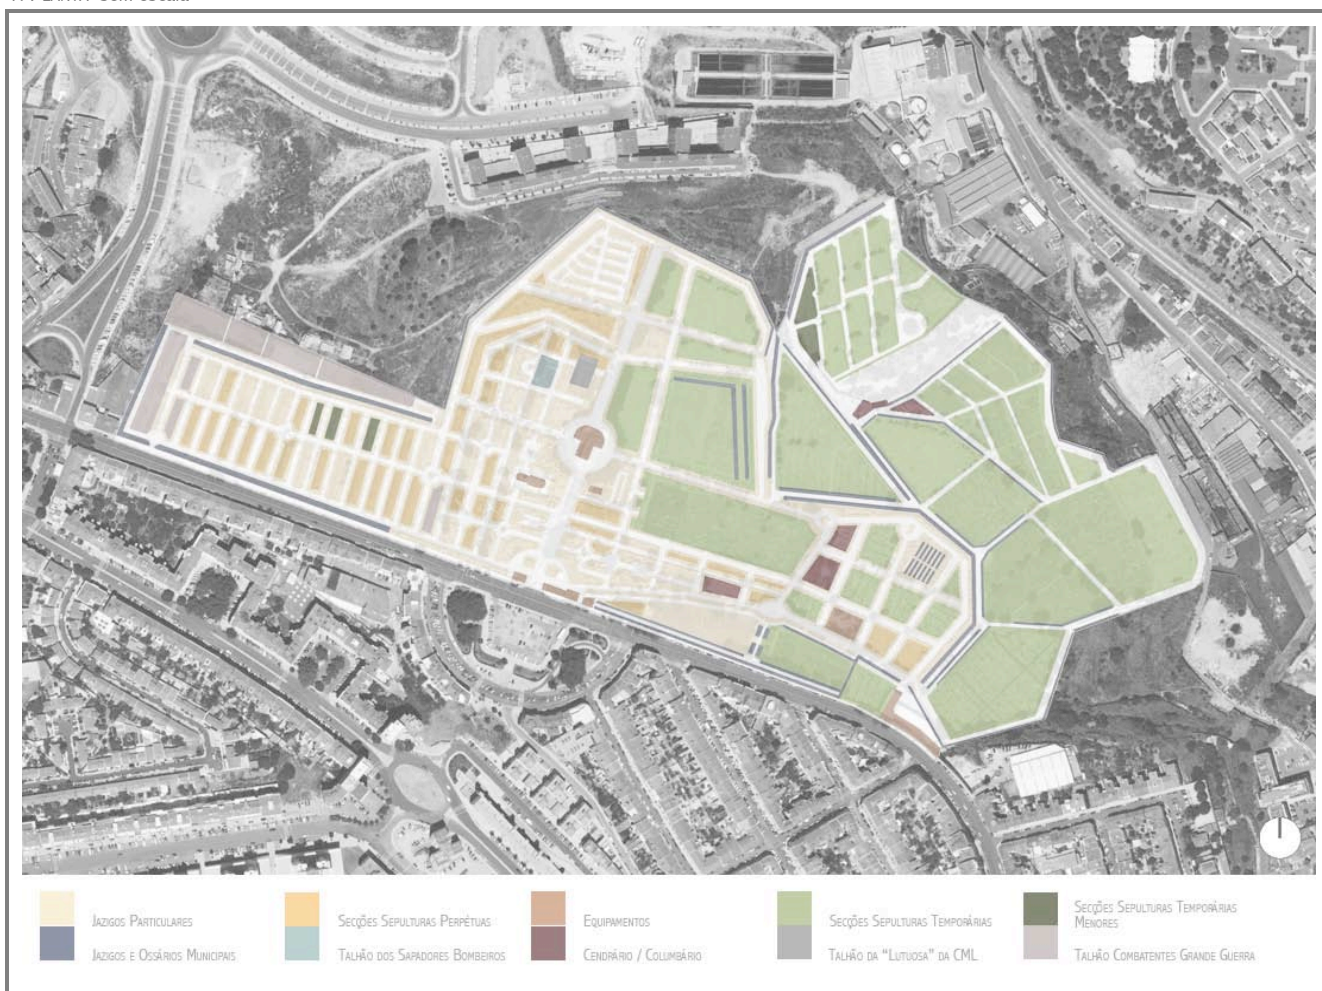 Jazigos Particulares
Secções Sepulturas Perpétuas
Equipamentos
Secções Sepulturas Temporárias
Secções Sepulturas Temporárias
Menores
Jazigos e Ossários Municipais
Talhão dos Sapadores Bombeiros
Cendrário / Columbário
Talhão da "Lutuosa" da CML
Talhão Combatentes Grande Guerra